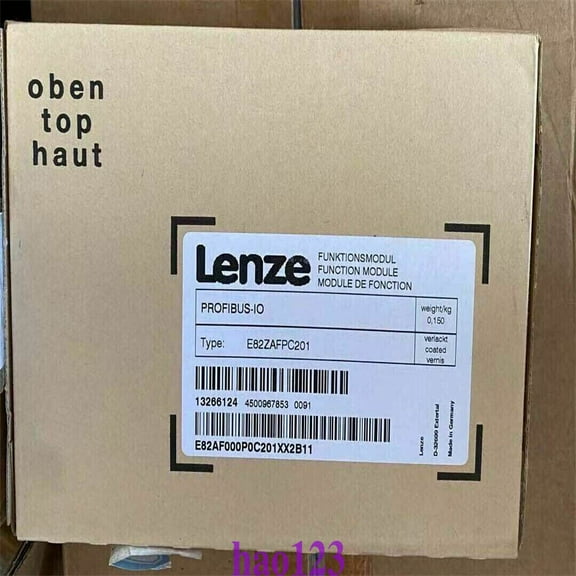 oben
top
haut
Lenze
FUNKTIONSMODUL
FUNCTION MODULE
MODULE DE FONCTION
PROFIBUS-IO
weight/kg
0,150
Type: E82ZAFPC201
verlackt
coated
vernis
13266124 4500967853 0091
E82AF000P0C201XX2B11
Lenze
D-32699 Extertal
Made in Germany
hao123